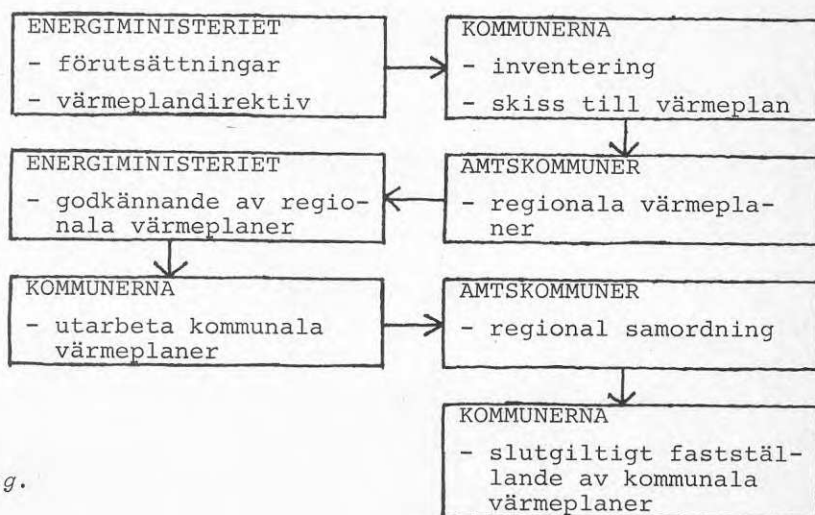 ENERGIMINISTERIET
- förutsättningar
- värmeplandirektiv
KOMMUNERNA
- inventering
- skiss till värmeplan
ENERGIMINISTERIET
- godkännande av regio-
nala värmeplaner
AMTSKOMMUNER
- regionala värmepla-
ner
KOMMUNERNA
- utarbeta kommunala
värmeplaner
AMTSKOMMUNER
- regional samordning
KOMMUNERNA
- slutgiltigt faststäl-
lande av kommunala
värmeplaner
g.